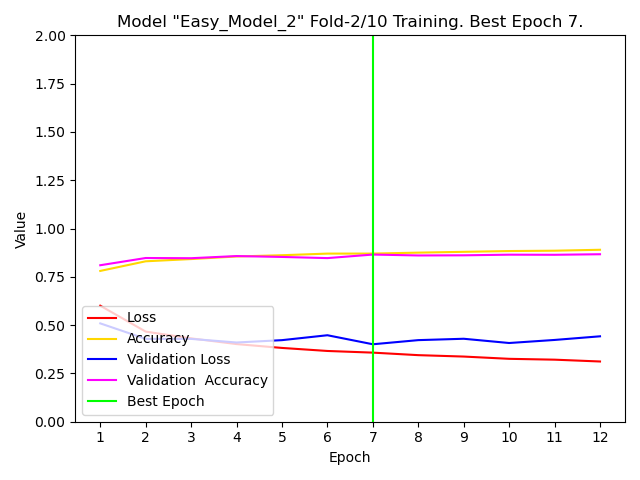 Model "Easy_Model_2" Fold-2/10 Training. Best Epoch 7.
2.00
1.75
1.50
1.25
1.00
0.75
0.50
0.25
0.00
Value
Loss
Accuracy
Validation Loss
Validation  Accuracy
Best Epoch
1 2 3 4 5 6 7 8 9 10 11 12
Epoch